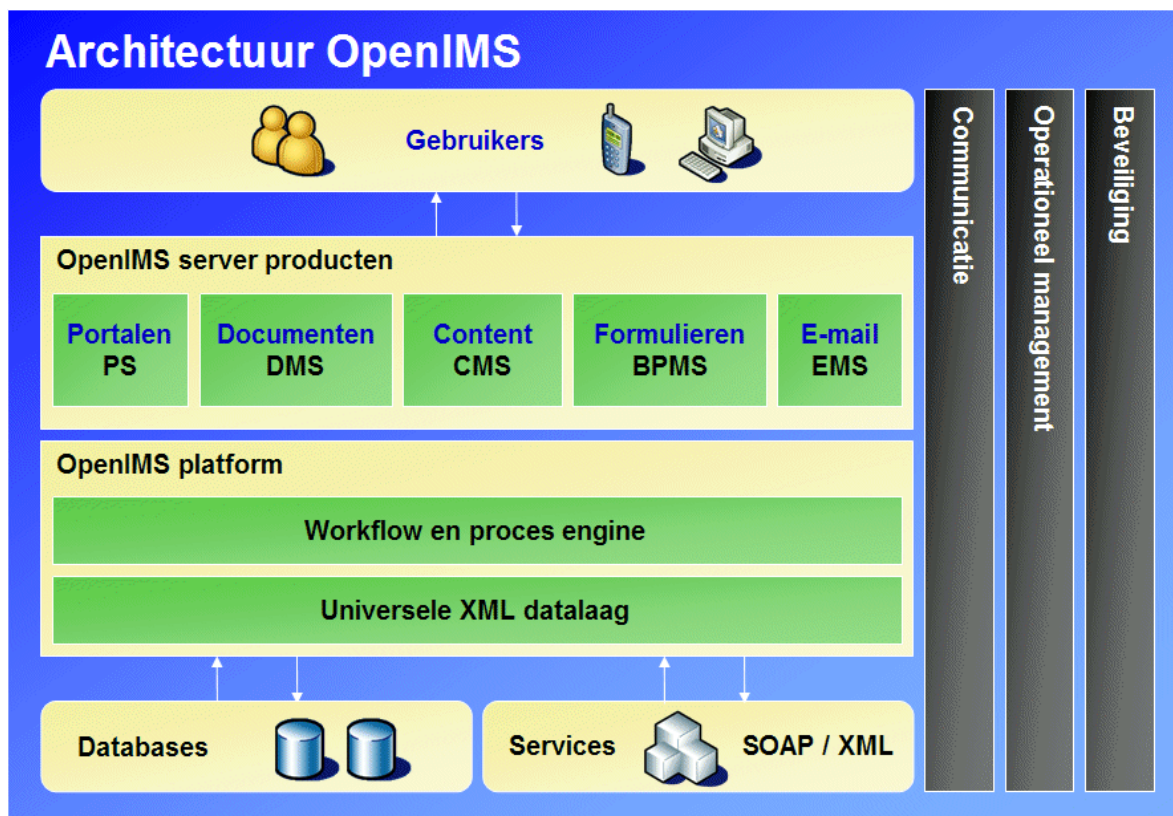 Architectuur OpenIMS
Gebruikers
OpenIMS server producten
Portalen
PS
Documenten
DMS
Content
CMS
Formulieren
BPMS
E-mail
EMS
OpenIMS platform
Workflow en proces engine
Universele XML datalaag
Databases
Services
SOAP / XML
Communicatie
Operationeel management
Beveiliging